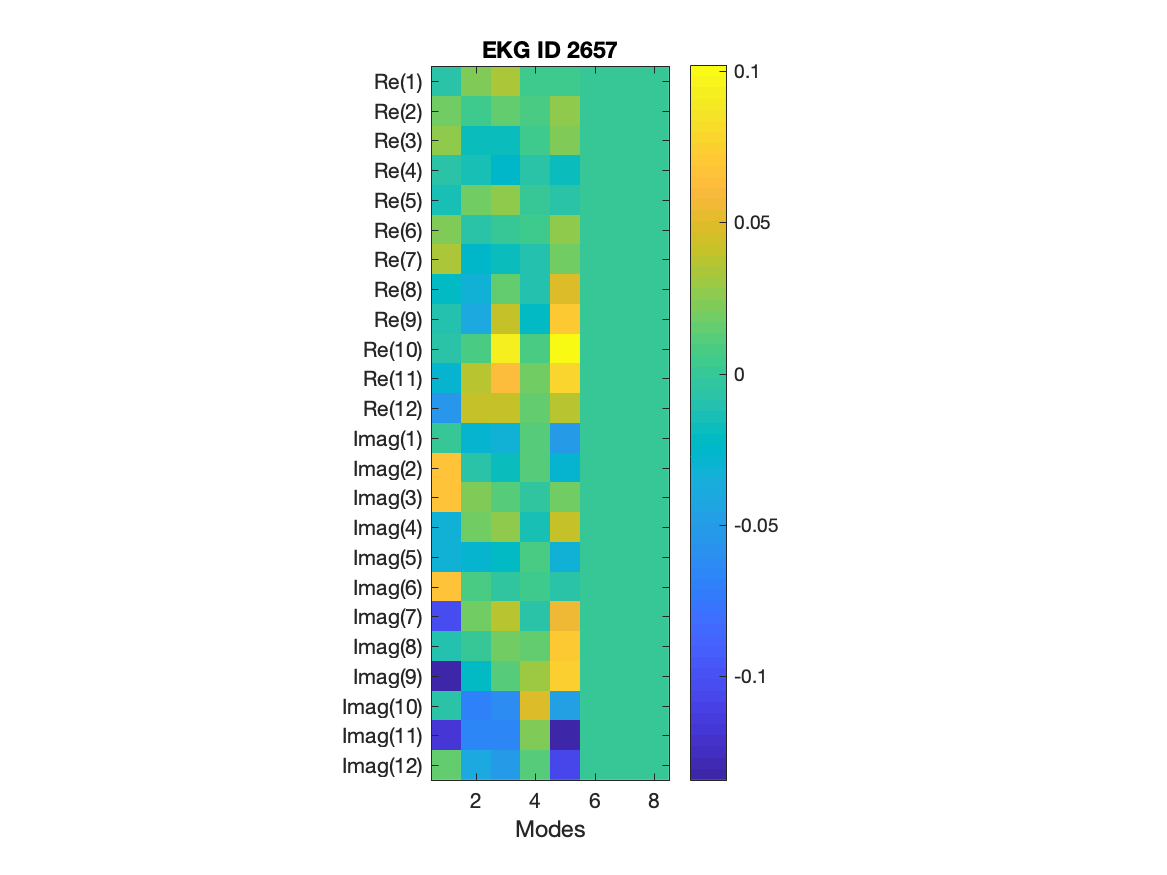 EKG ID 2657
Re(1)
Re(2)
Re(3)
Re(4)
Re(5)
Re(6)
Re(7)
Re(8)
Re(9)
Re(10)
Re(11)
Re(12)
Imag(1)
Imag(2)
Imag(3)
Imag(4)
Imag(5)
Imag(6)
Imag(7)
Imag(8)
Imag(9)
Imag(10)
Imag(11)
Imag(12)
2 4 6 8
Modes
0.1
0.05
0
-0.05
-0.1